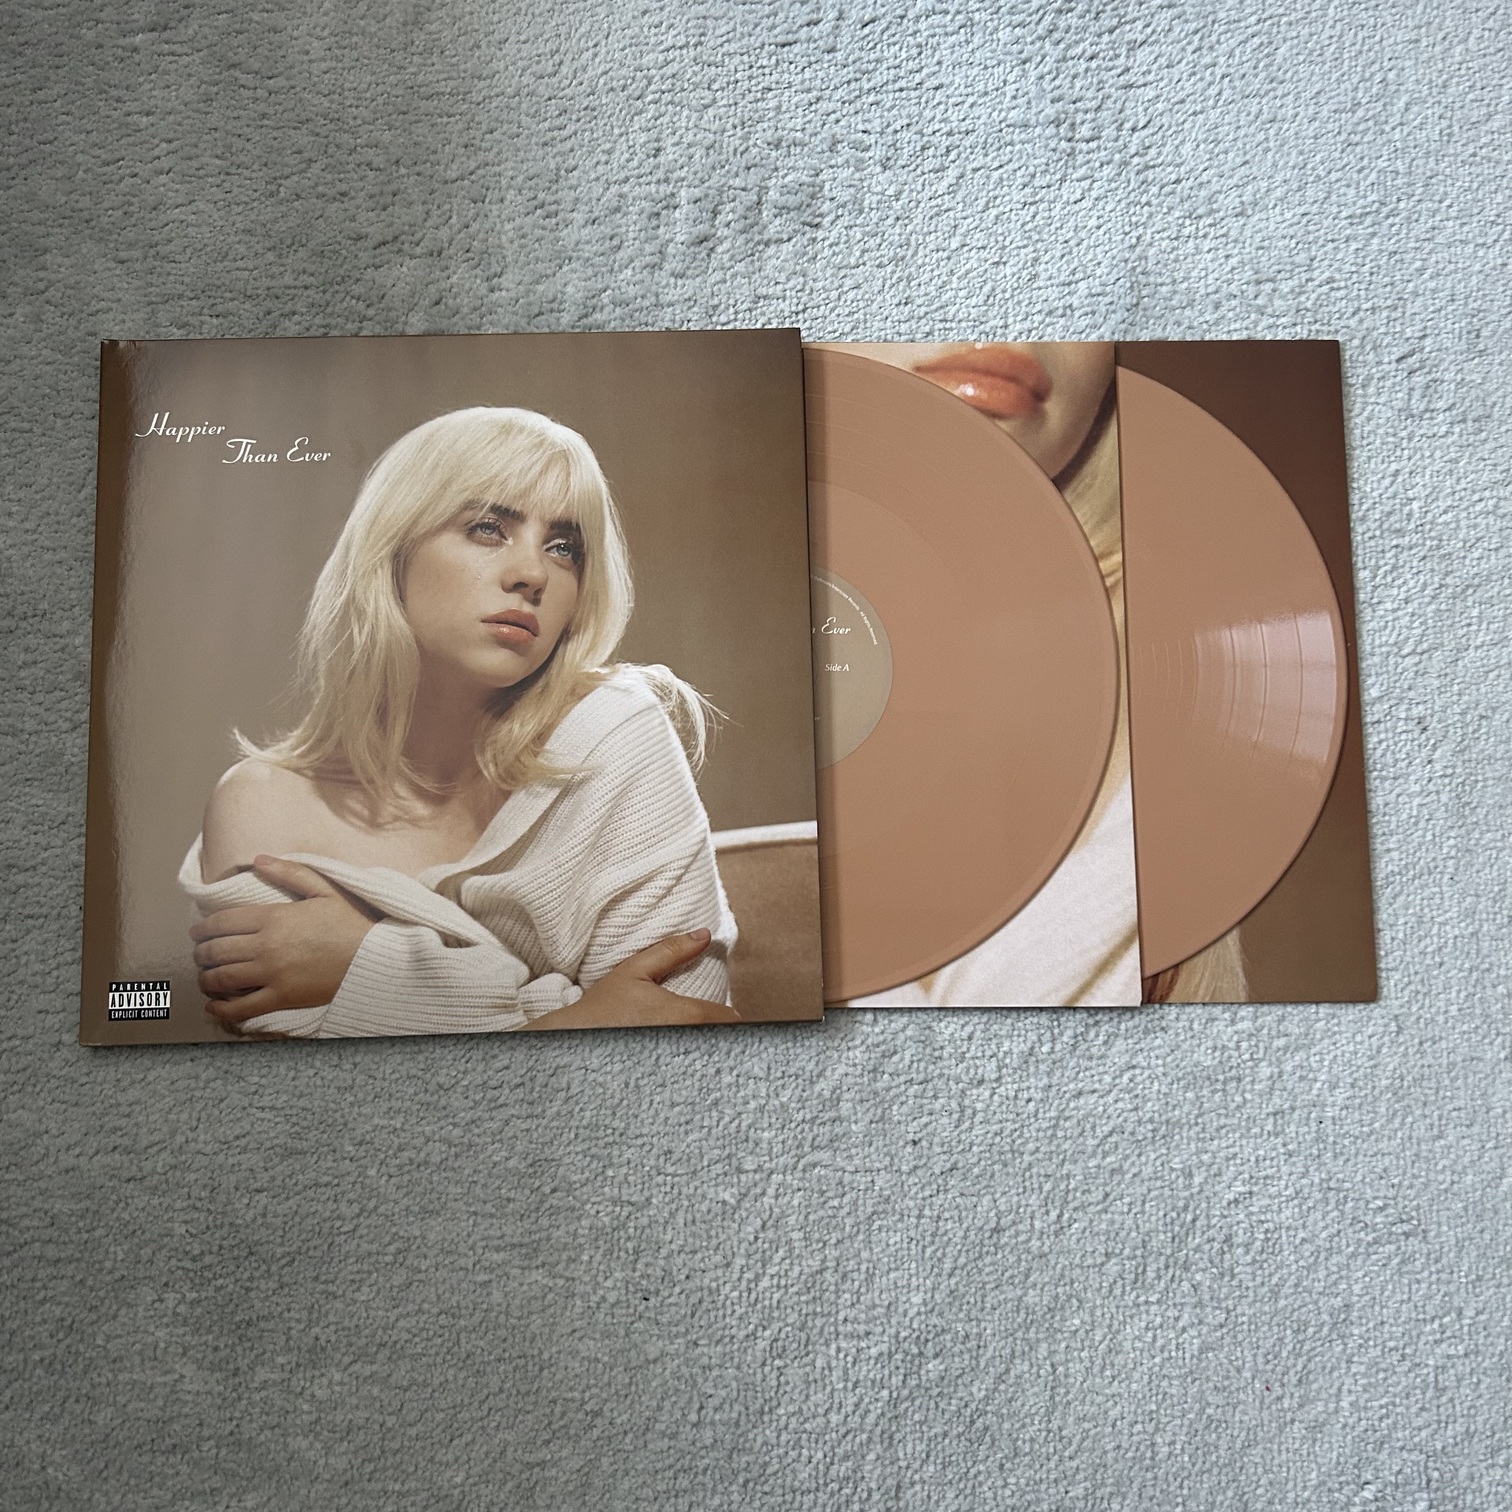 Happier
Than Ever
PARENTAL
ADVISORY
EXPLICIT CONTENT
Ever
Side A